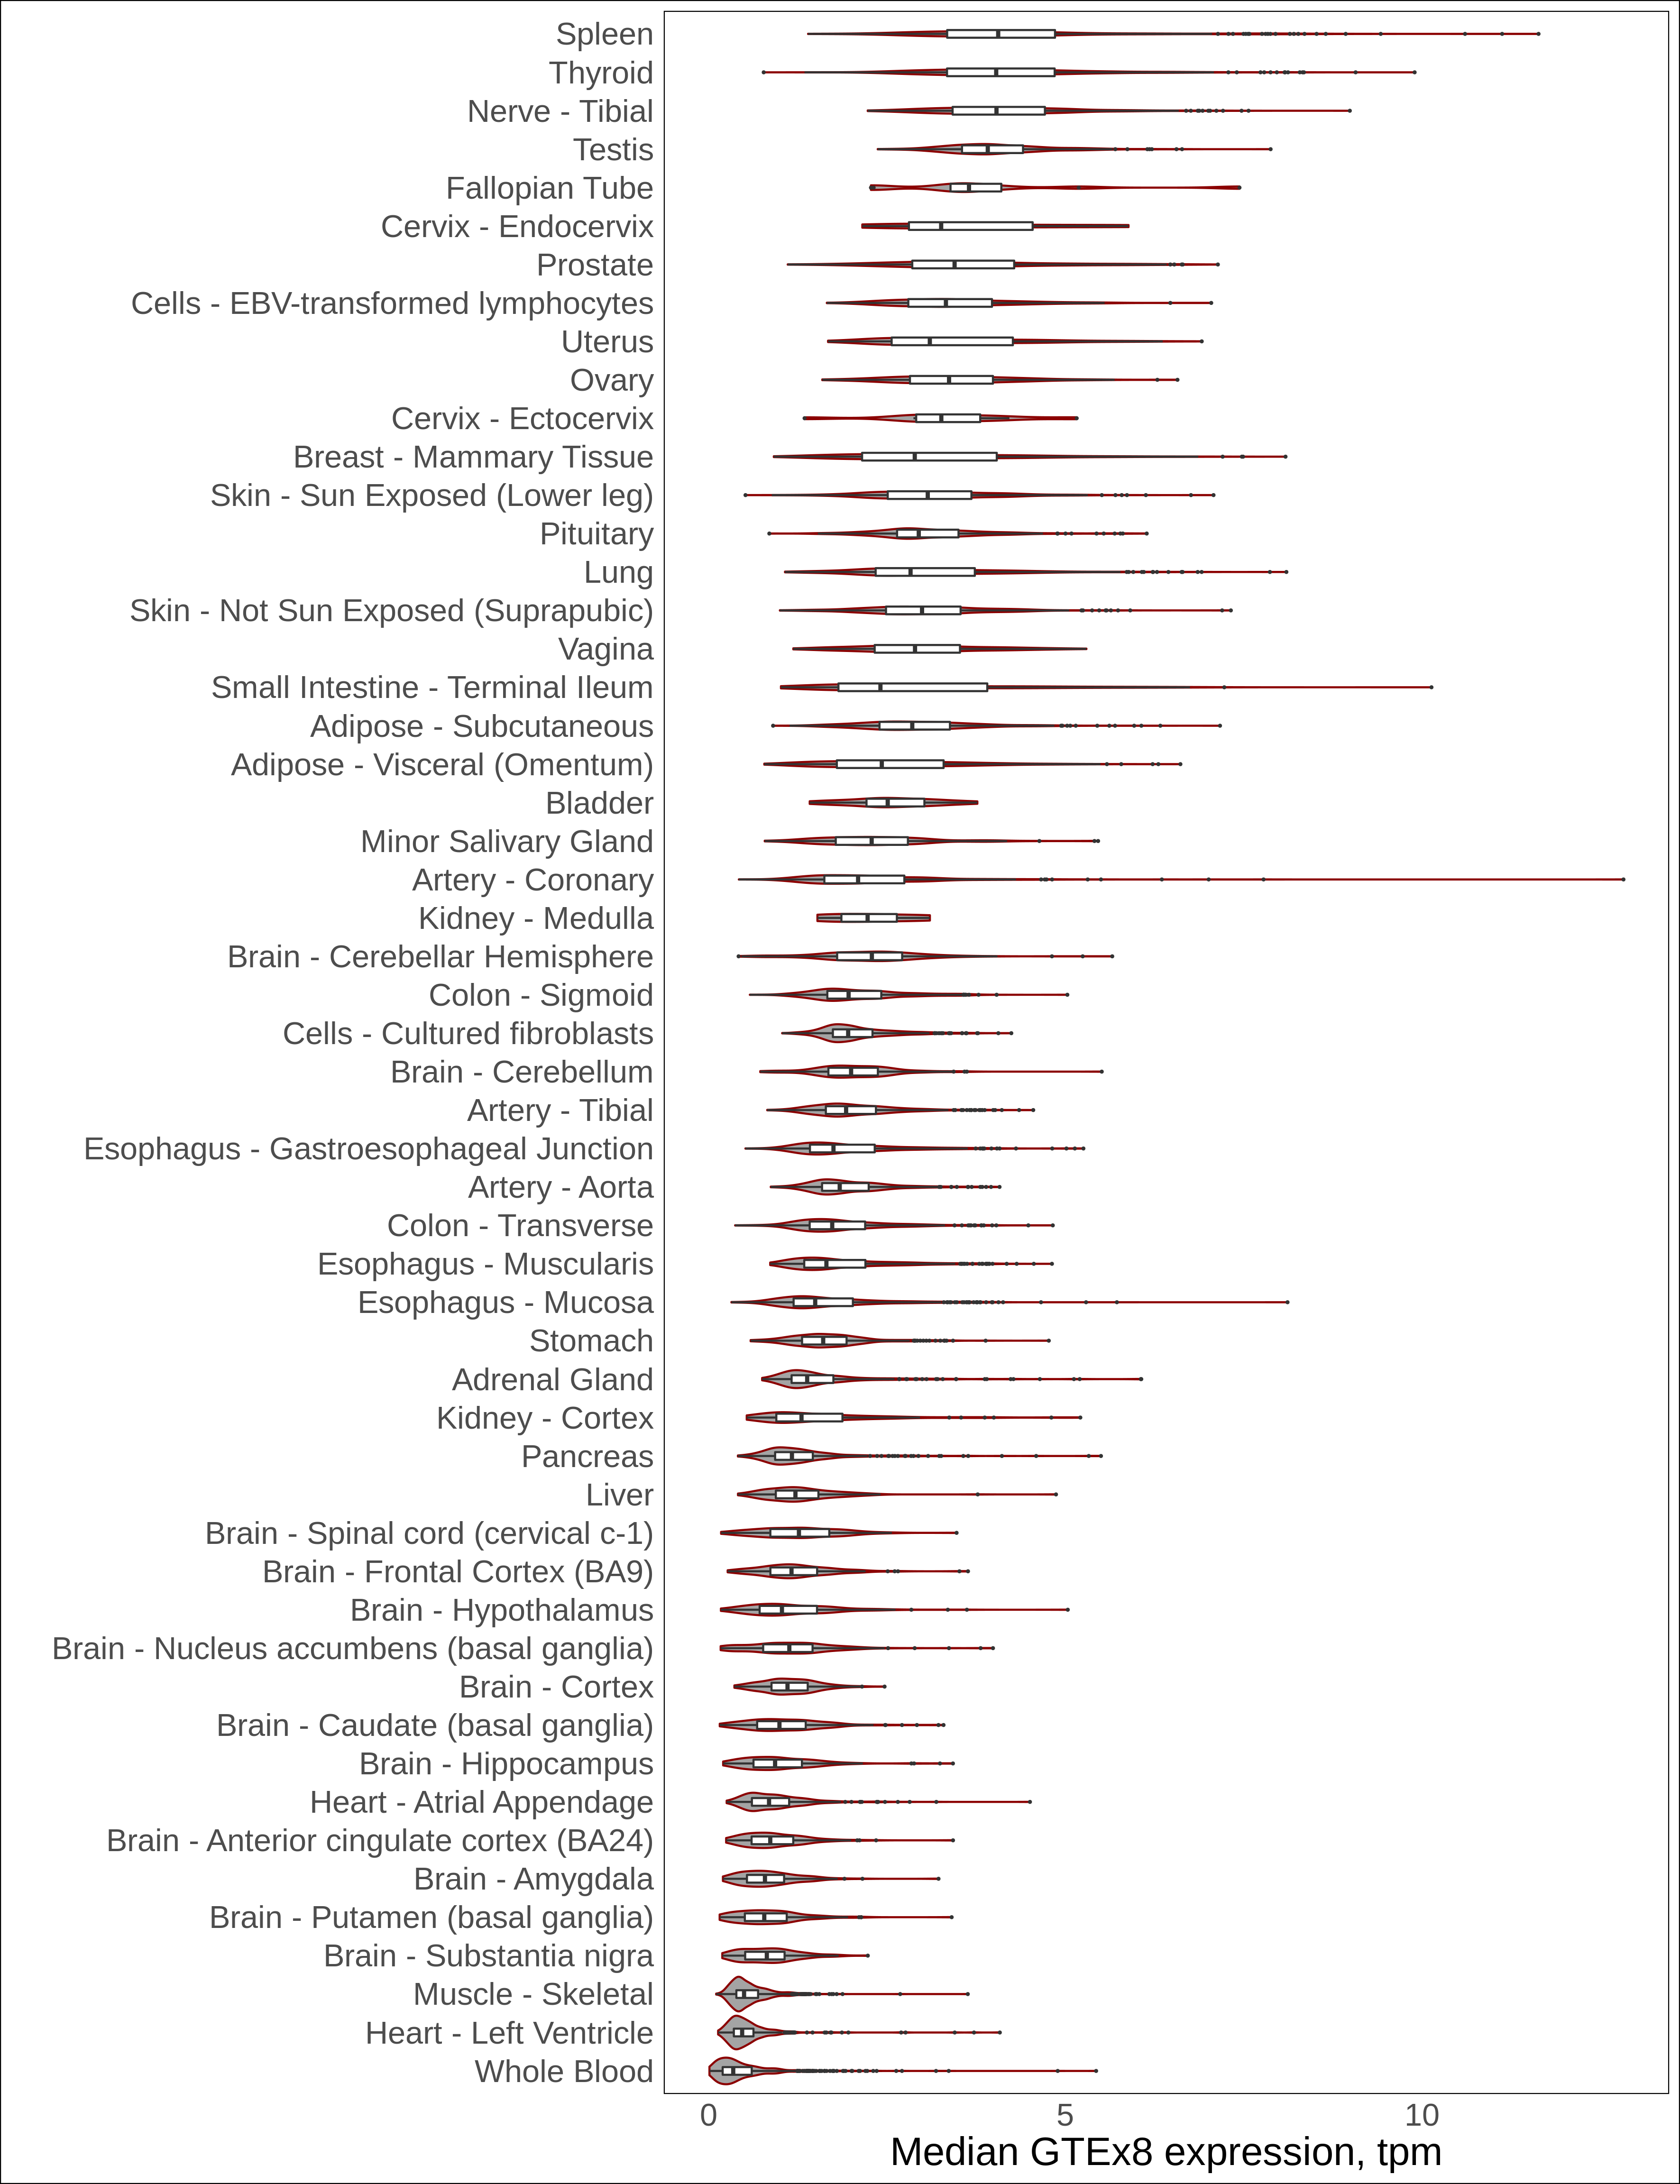 Spleen
Thyroid
Nerve - Tibial
Testis
Fallopian Tube
Cervix - Endocervix
Prostate
Cells - EBV-transformed lymphocytes
Uterus
Ovary
Cervix - Ectocervix
Breast - Mammary Tissue
Skin - Sun Exposed (Lower leg)
Pituitary
Lung
Skin - Not Sun Exposed (Suprapubic)
Vagina
Small Intestine - Terminal Ileum
Adipose - Subcutaneous
Adipose - Visceral (Omentum)
Bladder
Minor Salivary Gland
Artery - Coronary
Kidney - Medulla
Brain - Cerebellar Hemisphere
Colon - Sigmoid
Cells - Cultured fibroblasts
Brain - Cerebellum
Artery - Tibial
Esophagus - Gastroesophageal Junction
Artery - Aorta
Colon - Transverse
Esophagus - Muscularis
Esophagus - Mucosa
Stomach
Adrenal Gland
Kidney - Cortex
Pancreas
Liver
Brain - Spinal cord (cervical c-1)
Brain - Frontal Cortex (BA9)
Brain - Hypothalamus
Brain - Nucleus accumbens (basal ganglia)
Brain - Cortex
Brain - Caudate (basal ganglia)
Brain - Hippocampus
Heart - Atrial Appendage
Brain - Anterior cingulate cortex (BA24)
Brain - Amygdala
Brain - Putamen (basal ganglia)
Brain - Substantia nigra
Muscle - Skeletal
Heart - Left Ventricle
Whole Blood
0 5 10
Median GTEx8 expression, tpm